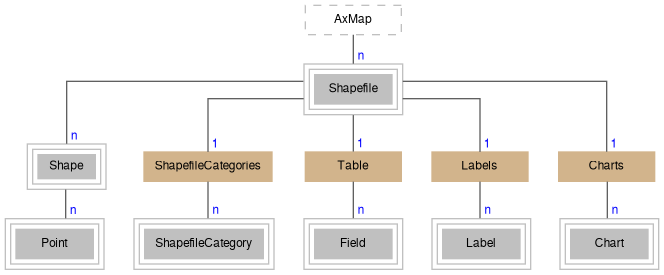 AxMap
n
Shapefile
n
1
1
1
1
Shape
ShapefileCategories
Table
Labels
Charts
n
n
n
n
n
Point
ShapefileCategory
Field
Label
Chart